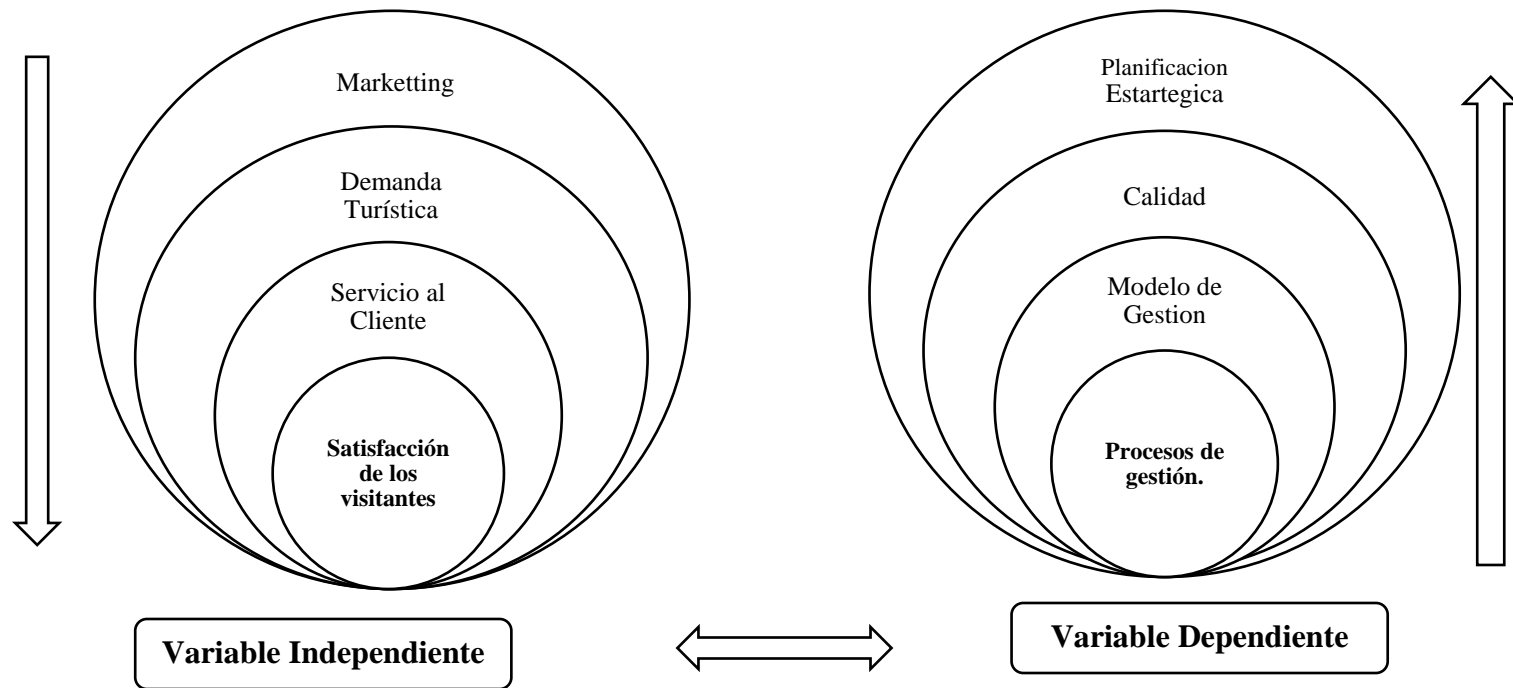 Marketting
Demanda
Turística
Servicio al
Cliente
Satisfacción
de los
visitantes
Variable Independiente
Planificacion
Estartegica
Calidad
Modelo de
Gestion
Procesos de
gestión.
Variable Dependiente